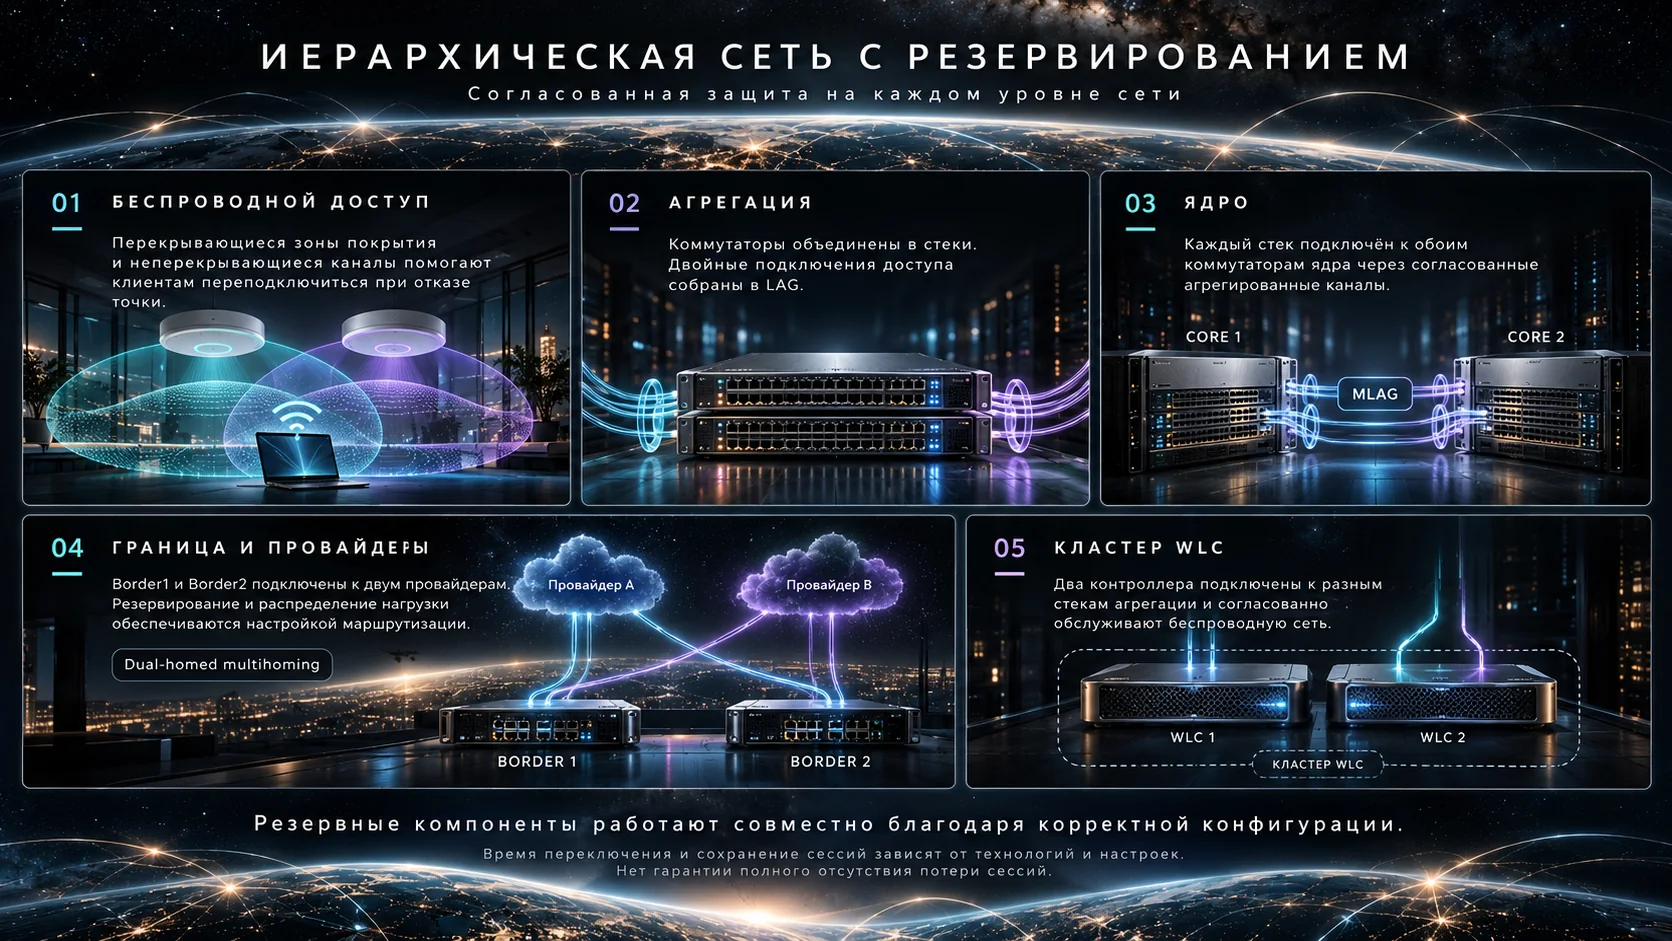 ИЕРАРХИЧЕСКАЯ СЕТЬ С РЕЗЕРВИРОВАНИЕМ
Согласованная защита на каждом уровне сети
01
БЕСПРОВОДНОЙ ДОСТУП
Перекрывающиеся зоны покрытия
и неперекрывающиеся каналы помогают
клиентам переподключиться при отказе
точки.
02
АГРЕГАЦИЯ
Коммутаторы объединены в стеки.
Двойные подключения доступа
собраны в LAG.
03
ЯДРО
Каждый стек подключён к обоим
коммутаторам ядра через согласованные
агрегированные каналы.
CORE 1
CORE 2
MLAG
04
ГРАНИЦА И ПРОВАЙДЕРЫ
Border1 и Border2 подключены к двум провайдерам.
Резервирование и распределение нагрузки
обеспечиваются настройкой маршрутизации.
Dual-homed multihoming
Провайдер A
Провайдер B
BORDER 1
BORDER 2
05
КЛАСТЕР WLC
Два контроллера подключены к разным
стекам агрегации и согласованно
обслуживают беспроводную сеть.
WLC 1
WLC 2
КЛАСТЕР WLC
Резервные компоненты работают совместно благодаря корректной конфигурации.
Время переключения и сохранение сессий зависят от технологий и настроек.
Нет гарантии полного отсутствия потери сессий.